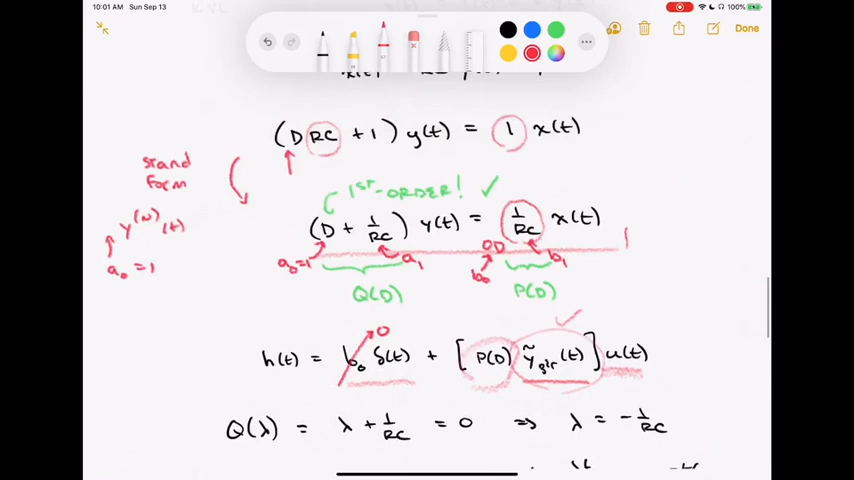 10:01 AM Sun Sep 13
100%
Done
(D RC + 1) y(t) = 1 x(t)
stand
form
1ST-ORDER! ✓
y^(N)(t)
(D + 1/RC) y(t) = 1/RC x(t)
a₀ = 1
a₀=1
a₁
0D
b₀
b₁
Q(D)
P(D)
0
h(t) = b₀ δ(t) + [P(D) ỹ_zir(t)] u(t)
Q(λ) = λ + 1/RC = 0 ⇒ λ = -1/RC